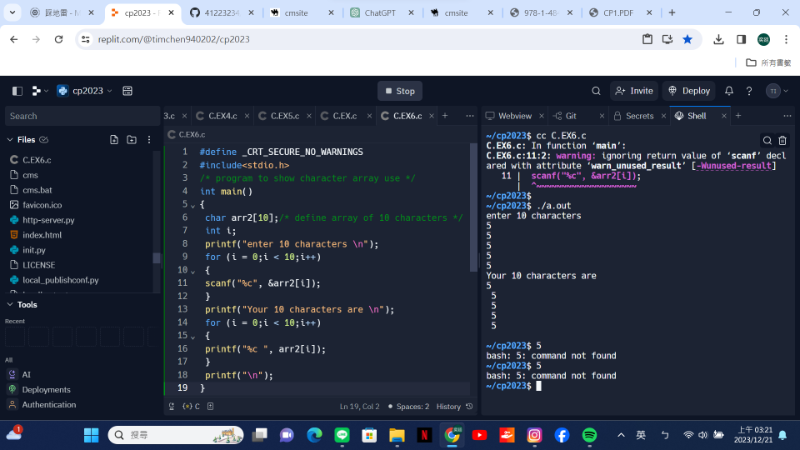 cp2023
41223234
cmsite
ChatGPT
cmsite
978-1-48
CP1.PDF
replit.com/@timchen940202/cp2023
所有書籤
cp2023
Stop
Invite
Deploy
Search
3.c
C.EX4.c
C.EX5.c
C.EX.c
C.EX6.c
Webview
Git
Secrets
Shell
Files
C.EX6.c
cms
cms.bat
favicon.ico
http-server.py
index.html
init.py
LICENSE
local_publishconf.py
Tools
Recent
All
AI
Deployments
Authentication
C.EX6.c
1 #define _CRT_SECURE_NO_WARNINGS
2 #include<stdio.h>
3 /* program to show character array use */
4 int main()
5 {
6 char arr2[10];/* define array of 10 characters */
7 int i;
8 printf("enter 10 characters \n");
9 for (i = 0;i < 10;i++)
10 {
11 scanf("%c", &arr2[i]);
12 }
13 printf("Your 10 characters are \n");
14 for (i = 0;i < 10;i++)
15 {
16 printf("%c ", arr2[i]);
17 }
18 printf("\n");
19 }
{} C
Ln 19, Col 2
Spaces: 2
History
~/cp2023$ cc C.EX6.c
C.EX6.c: In function ‘main’:
C.EX6.c:11:2: warning: ignoring return value of ‘scanf’ decl
ared with attribute ‘warn_unused_result’ [-Wunused-result]
11 | scanf("%c", &arr2[i]);
| ^~~~~~~~~~~~~~~~~~~~~
~/cp2023$
~/cp2023$ ./a.out
enter 10 characters
5
5
5
5
5
Your 10 characters are
5
5
5
5
5
~/cp2023$ 5
bash: 5: command not found
~/cp2023$ 5
bash: 5: command not found
~/cp2023$
1
搜尋
英
上午 03:21
2023/12/21